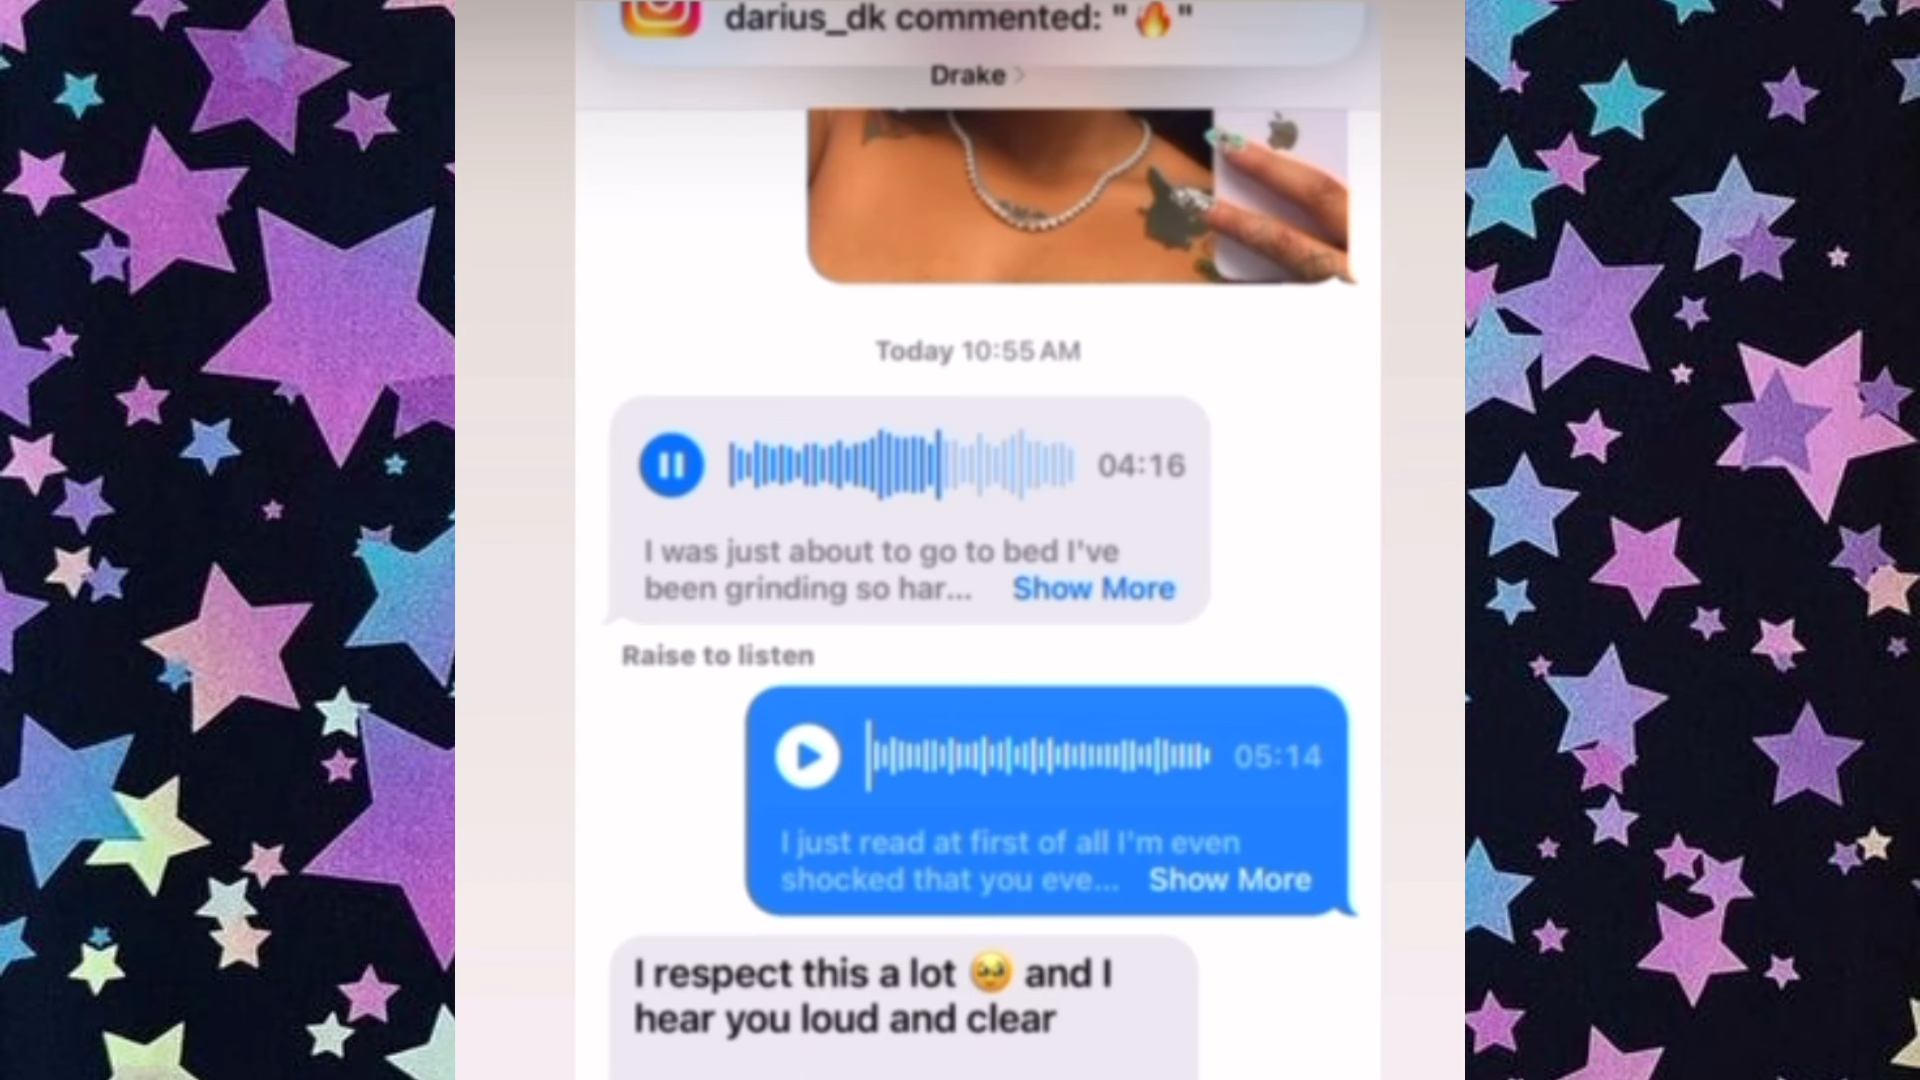 darius_dk commented: "🔥"
Drake >
Today 10:55 AM
04:16
I was just about to go to bed I've
been grinding so har... Show More
Raise to listen
05:14
I just read at first of all I'm even
shocked that you eve... Show More
I respect this a lot 🥹 and I
hear you loud and clear